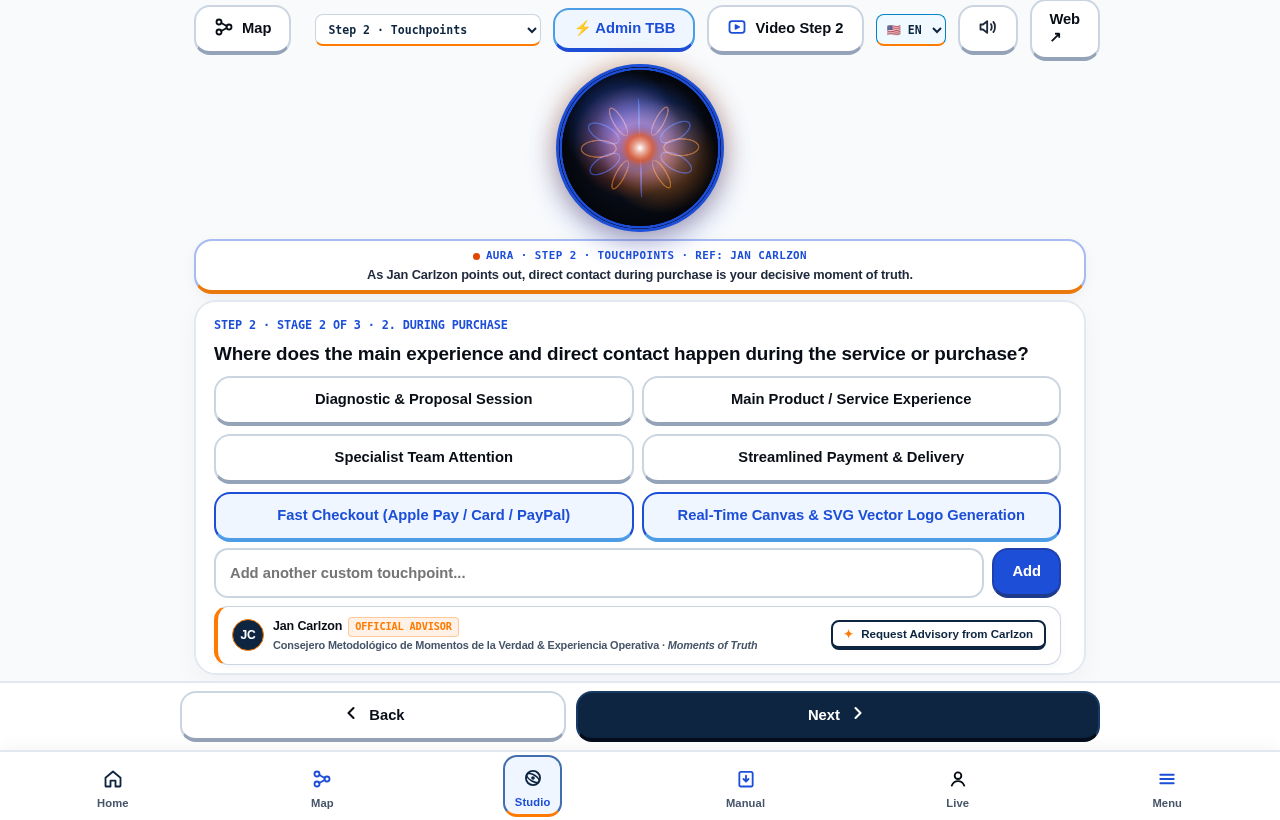 Map
Step 2 · Touchpoints
⚡ Admin TBB
Video Step 2
🇺🇸 EN
Web
↗
AURA · STEP 2 · TOUCHPOINTS · REF: JAN CARLZON
As Jan Carlzon points out, direct contact during purchase is your decisive moment of truth.
STEP 2 · STAGE 2 OF 3 · 2. DURING PURCHASE
Where does the main experience and direct contact happen during the service or purchase?
Diagnostic & Proposal Session
Main Product / Service Experience
Specialist Team Attention
Streamlined Payment & Delivery
Fast Checkout (Apple Pay / Card / PayPal)
Real-Time Canvas & SVG Vector Logo Generation
Add another custom touchpoint...
Add
JC
Jan Carlzon OFFICIAL ADVISOR
Consejero Metodológico de Momentos de la Verdad & Experiencia Operativa · Moments of Truth
✦ Request Advisory from Carlzon
Back
Next
Home
Map
Studio
Manual
Live
Menu